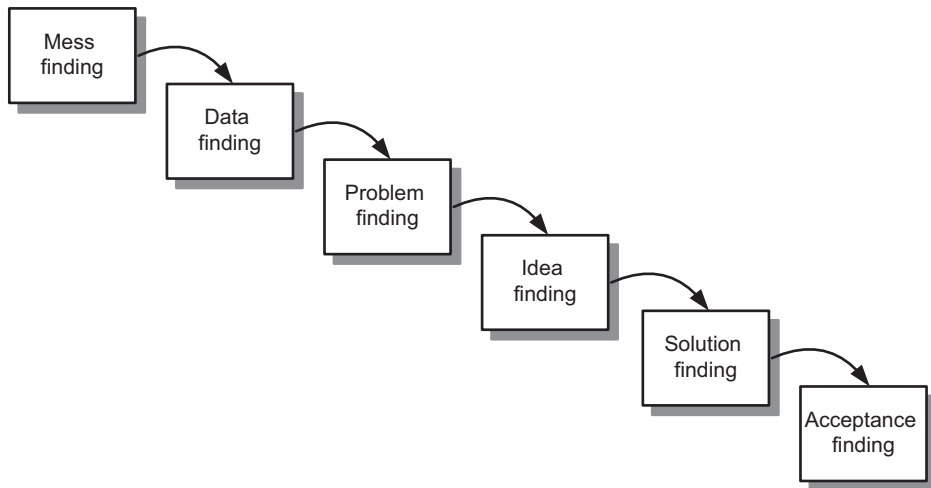 Mess
finding
Data
finding
Problem
finding
Idea
finding
Solution
finding
Acceptance
finding